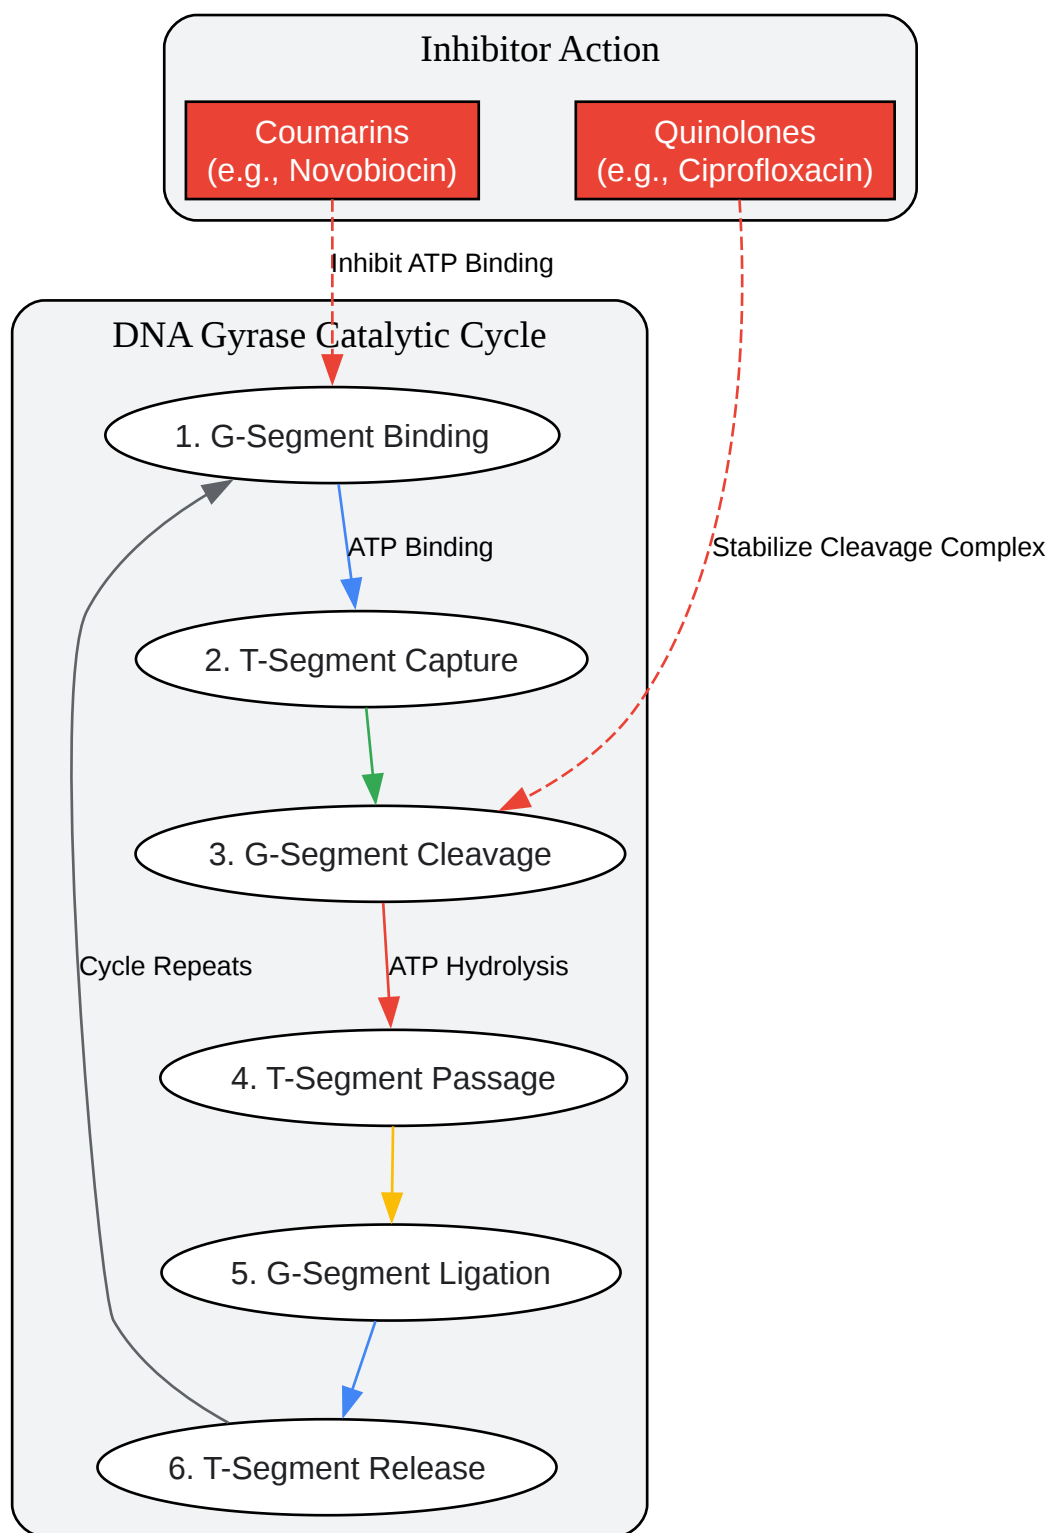 Inhibitor Action
Coumarins
(e.g., Novobiocin)
Quinolones
(e.g., Ciprofloxacin)
Inhibit ATP Binding
DNA Gyrase Catalytic Cycle
1. G-Segment Binding
ATP Binding
Stabilize Cleavage Complex
2. T-Segment Capture
3. G-Segment Cleavage
Cycle Repeats
ATP Hydrolysis
4. T-Segment Passage
5. G-Segment Ligation
6. T-Segment Release